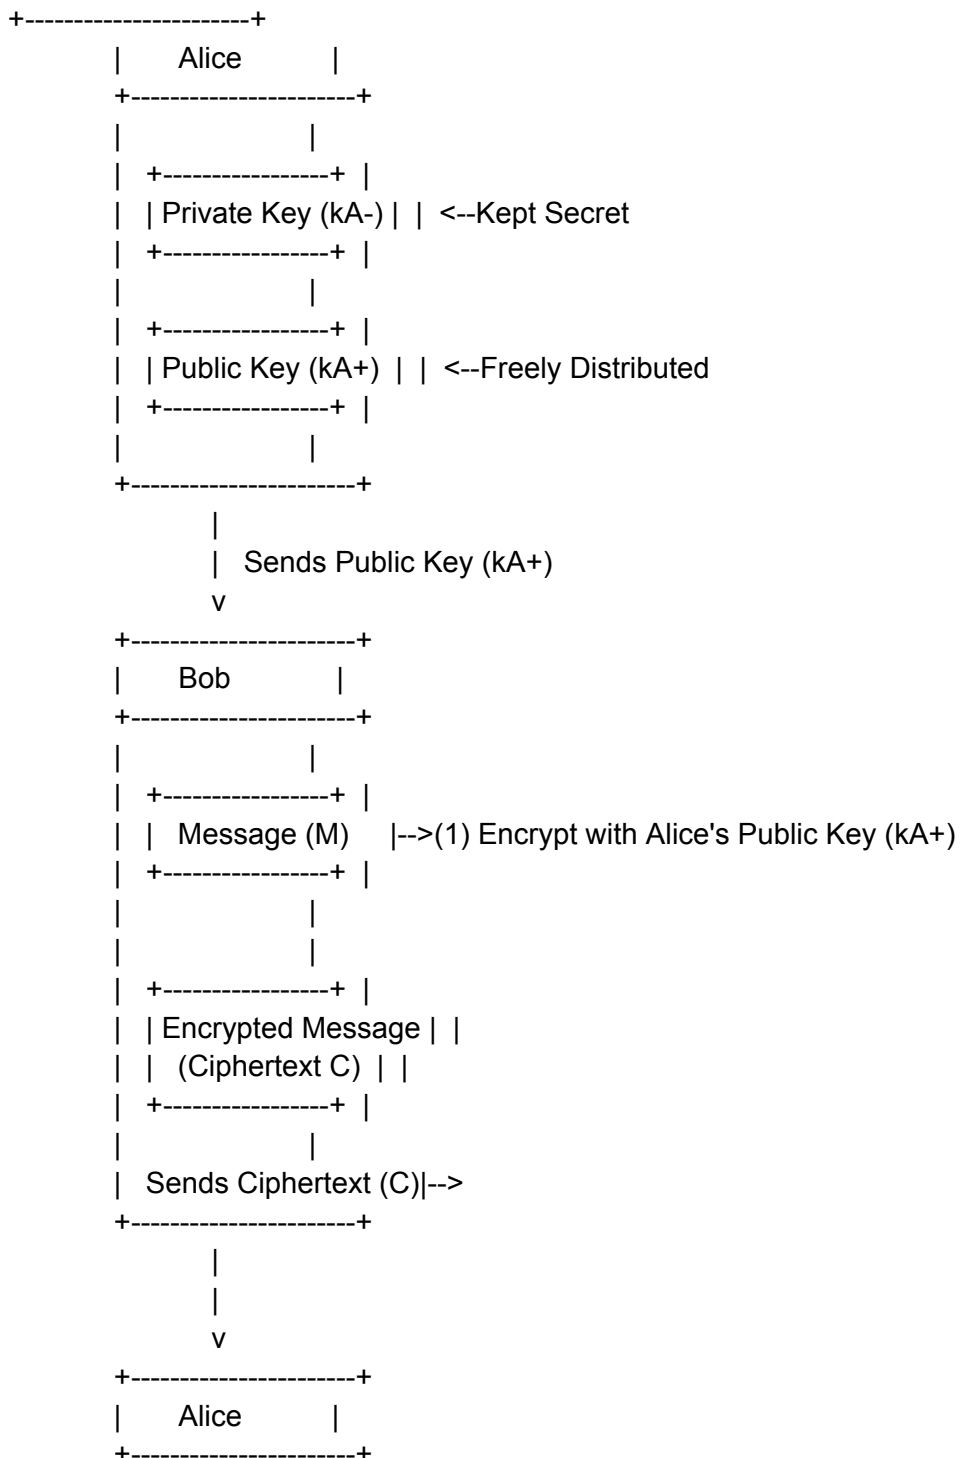 +-----------------------+
| Alice |
+-----------------------+
| |
| +-----------------+ |
| | Private Key (kA-) | | <--Kept Secret
| +-----------------+ |
| |
| +-----------------+ |
| | Public Key (kA+) | | <--Freely Distributed
| +-----------------+ |
| |
+-----------------------+
|
| Sends Public Key (kA+)
v
+-----------------------+
| Bob |
+-----------------------+
| |
| +-----------------+ |
| | Message (M) |-->(1) Encrypt with Alice's Public Key (kA+)
| +-----------------+ |
| |
| |
| +-----------------+ |
| | Encrypted Message | |
| | (Ciphertext C) | |
| +-----------------+ |
| |
| Sends Ciphertext (C)|-->
+-----------------------+
|
|
v
+-----------------------+
| Alice |
+-----------------------+